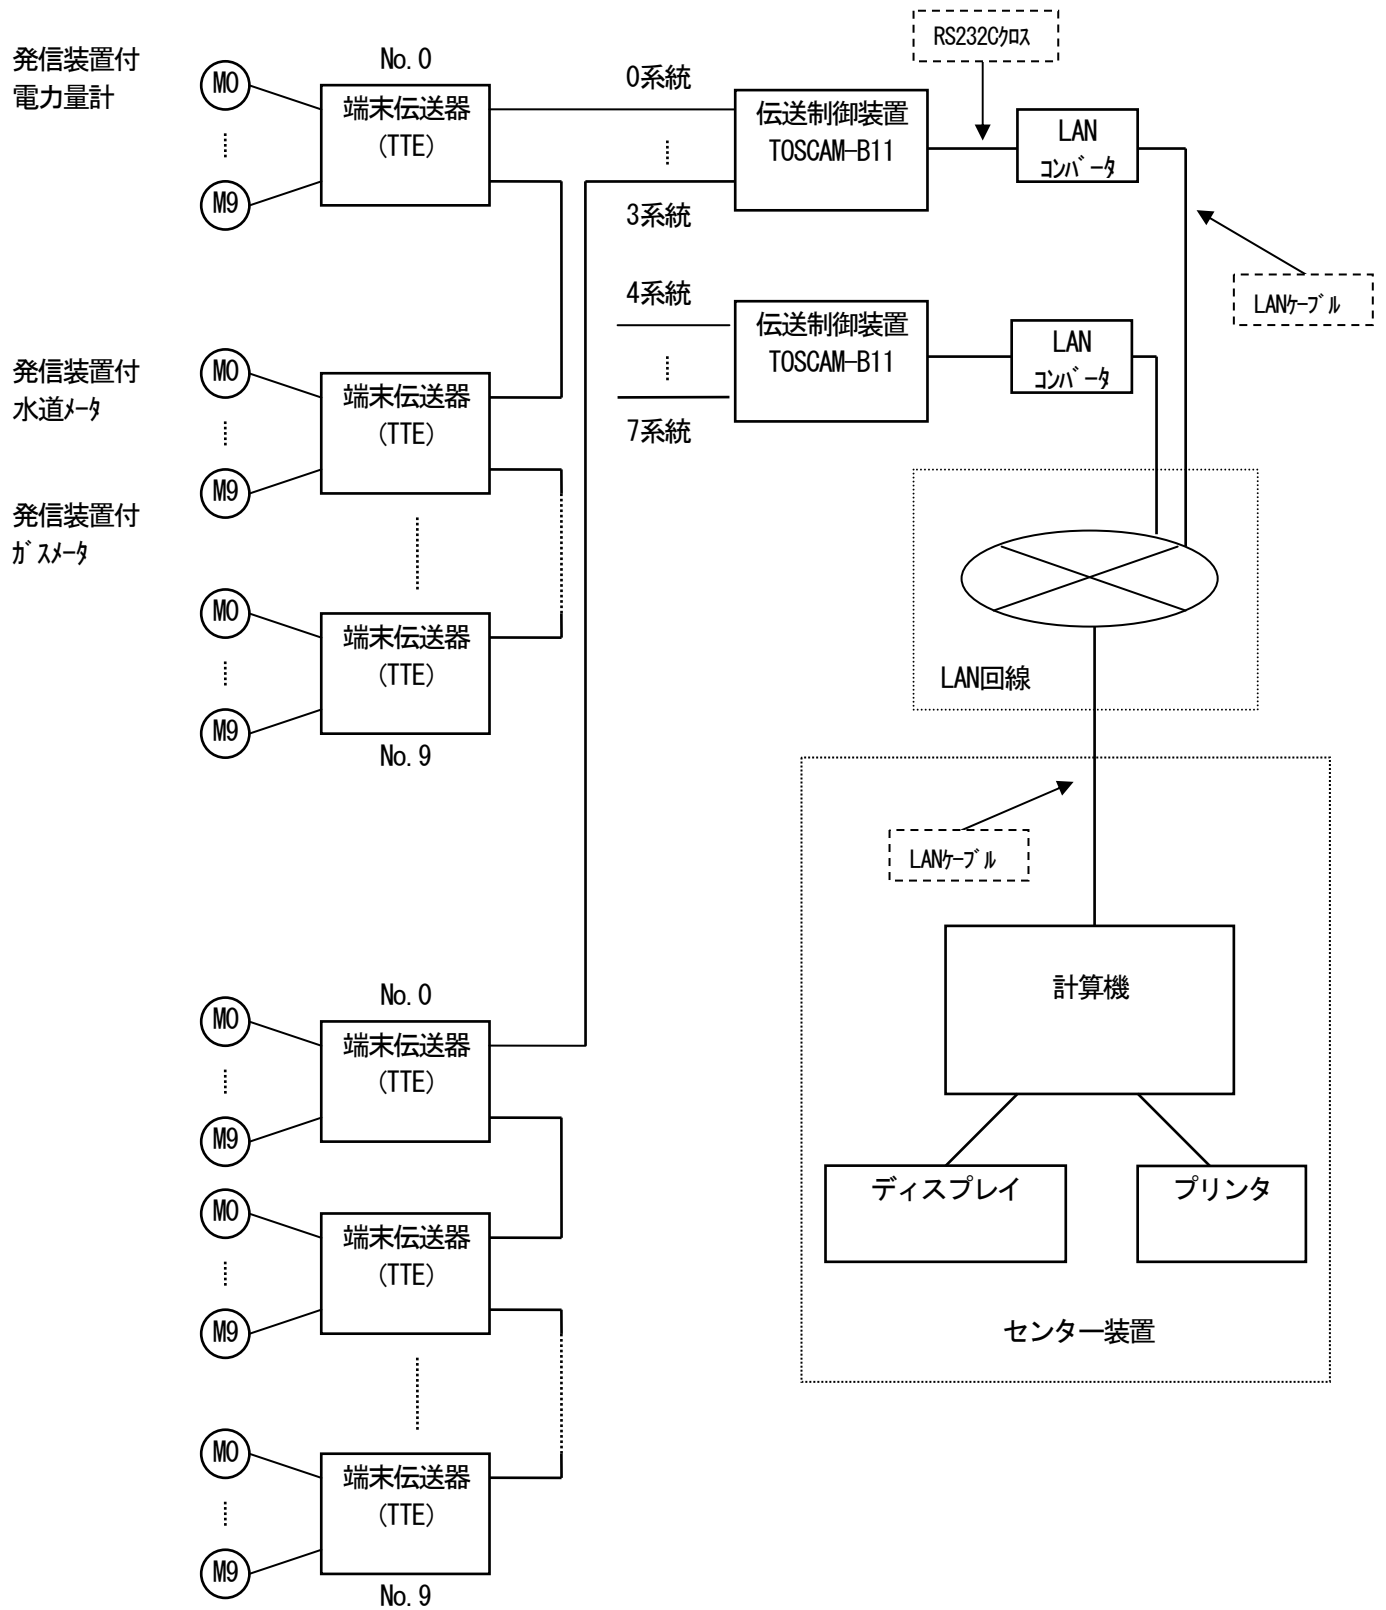 発信装置付
電力量計
M0
M9
No.0
端末伝送器
(TTE)
0系統
3系統
伝送制御装置
TOSCAM-B11
RS232Cｸﾛｽ
LAN
ｺﾝﾊﾞｰﾀ
LANｹｰﾌﾞﾙ
4系統
7系統
伝送制御装置
TOSCAM-B11
LAN
ｺﾝﾊﾞｰﾀ
発信装置付
水道ﾒｰﾀ
M0
M9
端末伝送器
(TTE)
発信装置付
ｶﾞｽﾒｰﾀ
M0
M9
端末伝送器
(TTE)
No.9
LAN回線
LANｹｰﾌﾞﾙ
計算機
ディスプレイ
プリンタ
センター装置
No.0
M0
M9
端末伝送器
(TTE)
M0
M9
端末伝送器
(TTE)
M0
M9
端末伝送器
(TTE)
No.9